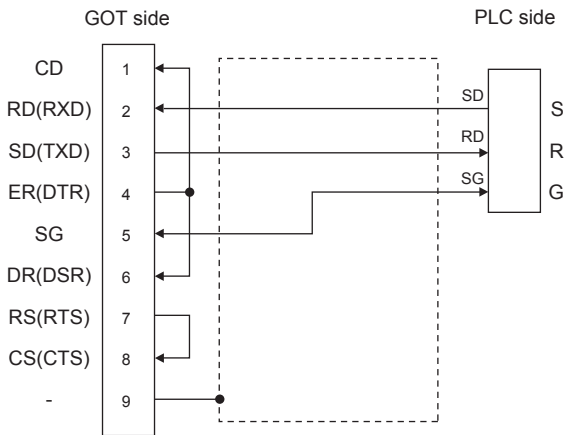 GOT side
PLC side
CD 1
RD(RXD) 2 SD S
SD(TXD) 3 RD R
ER(DTR) 4 SG G
SG 5
DR(DSR) 6
RS(RTS) 7
CS(CTS) 8
- 9